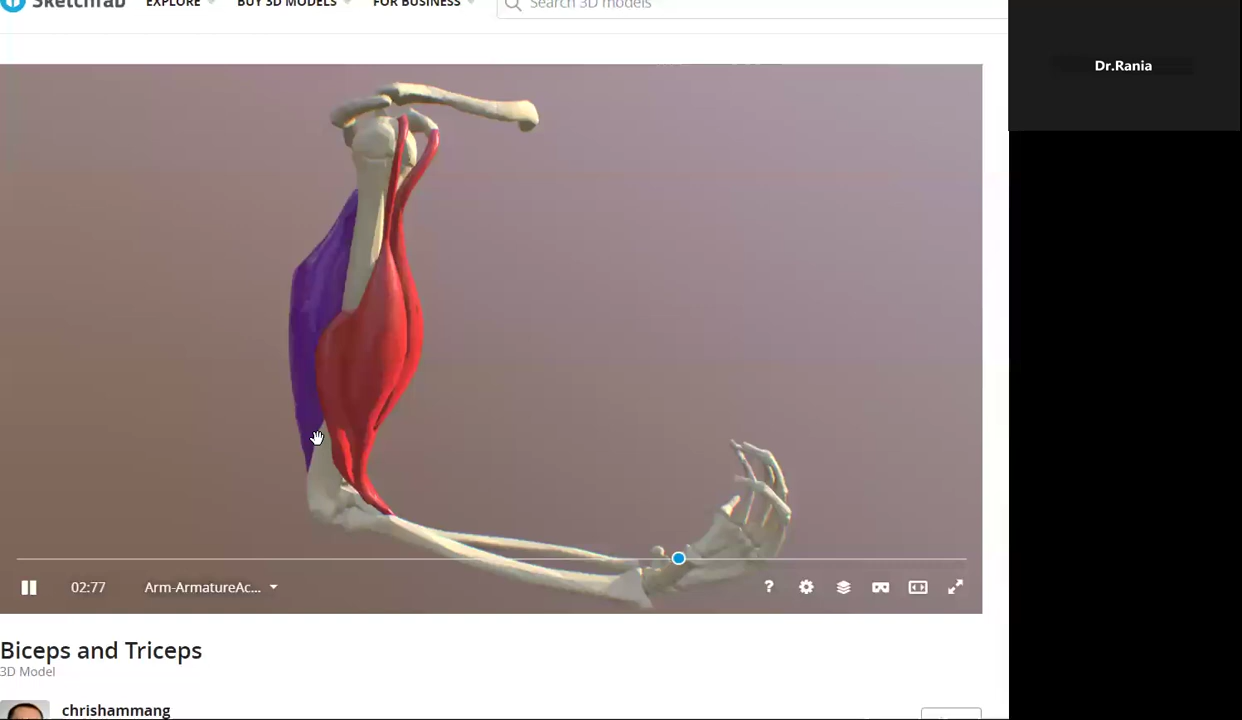 Sketchfab EXPLORE BUY 3D MODELS FOR BUSINESS Search 3D models
Dr.Rania
02:77 Arm-ArmatureAc... ?
Biceps and Triceps
3D Model
chrishammang